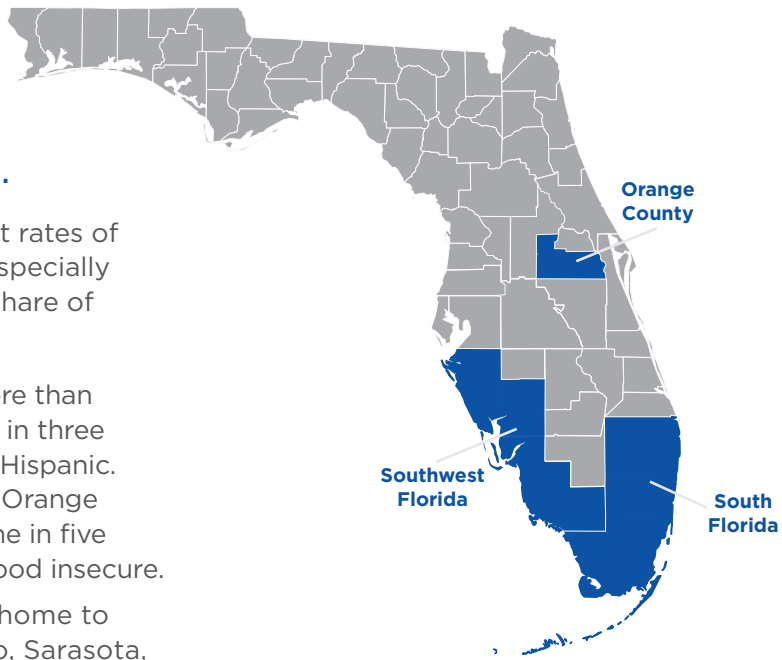 .
t rates of
specially
hare of
re than
in three
Hispanic.
Orange
ne in five
ood insecure.
home to
o, Sarasota,
Orange
County
Southwest
Florida
South
Florida